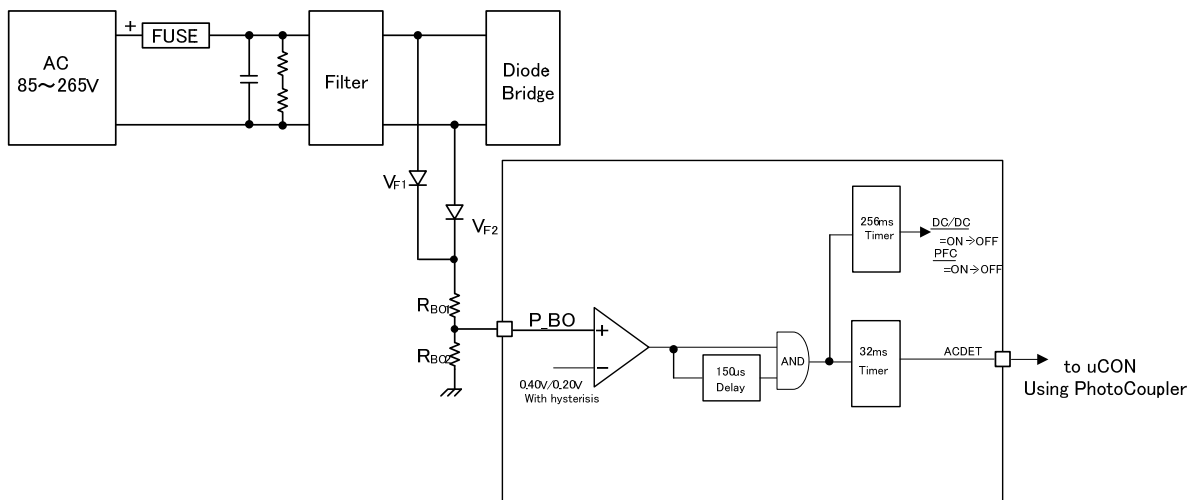 +
FUSE
AC
85～265V
Filter
Diode
Bridge
VF1
VF2
256ms
Timer
DC/DC
=ON→OFF
PFC
=ON→OFF
RBO1
P_BO
+
RBO2
−
0.40V/0.20V
With hysterisis
150us
Delay
AND
32ms
Timer
ACDET
to uCON
Using PhotoCoupler